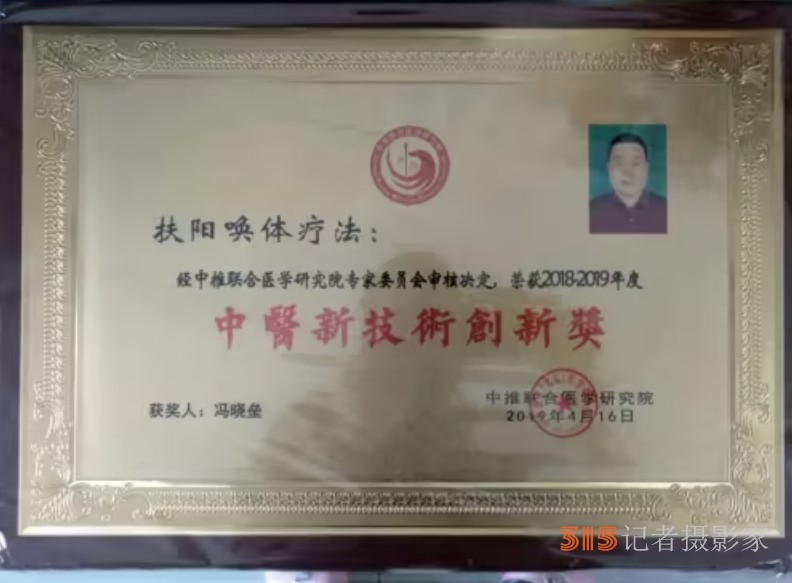 扶阳唤体疗法：
经中推联合医学研究院专家委员会审核决定，荣获2018-2019年度
中醫新技術創新獎
获奖人：冯晓垒
中推联合医学研究院
2019年4月16日
315记者摄影家